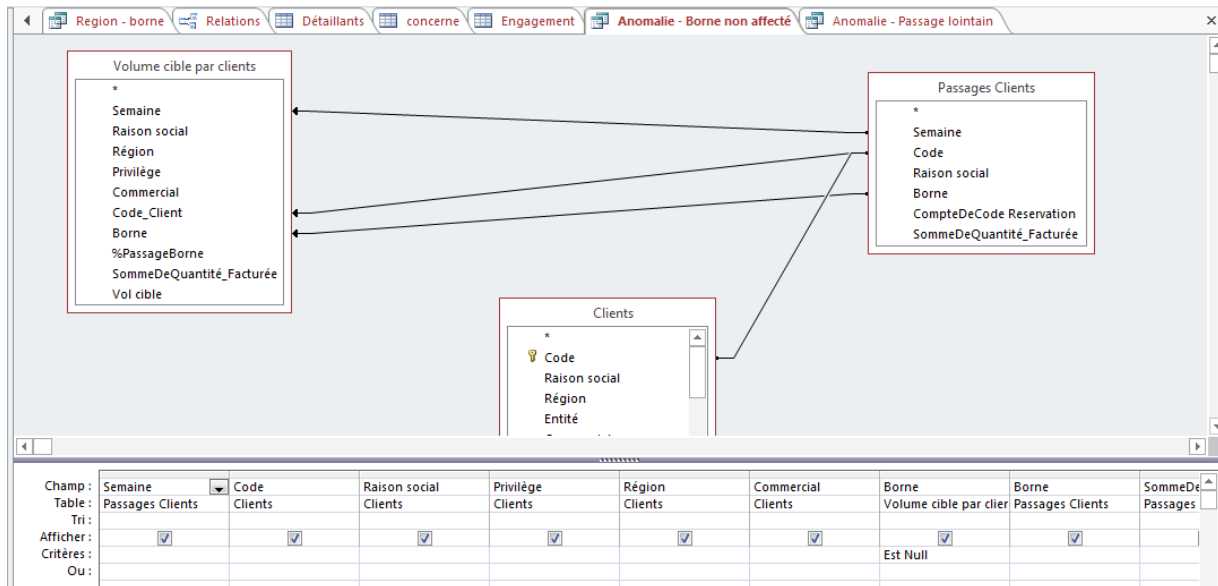 Region - borne Relations Détaillants concerne Engagement Anomalie - Borne non affecté Anomalie - Passage lointain
Volume cible par clients
*
Semaine
Raison social
Région
Privilège
Commercial
Code_Client
Borne
%PassageBorne
SommeDeQuantité_Facturée
Vol cible
Passages Clients
*
Semaine
Code
Raison social
Borne
CompteDeCode Reservation
SommeDeQuantité_Facturée
Clients
*
Code
Raison social
Région
Entité
Champ : Semaine Code Raison social Privilège Région Commercial Borne Borne SommeDe
Table : Passages Clients Clients Clients Clients Clients Clients Volume cible par clier Passages Clients Passages
Tri :
Afficher :
Critères : Est Null
Ou :